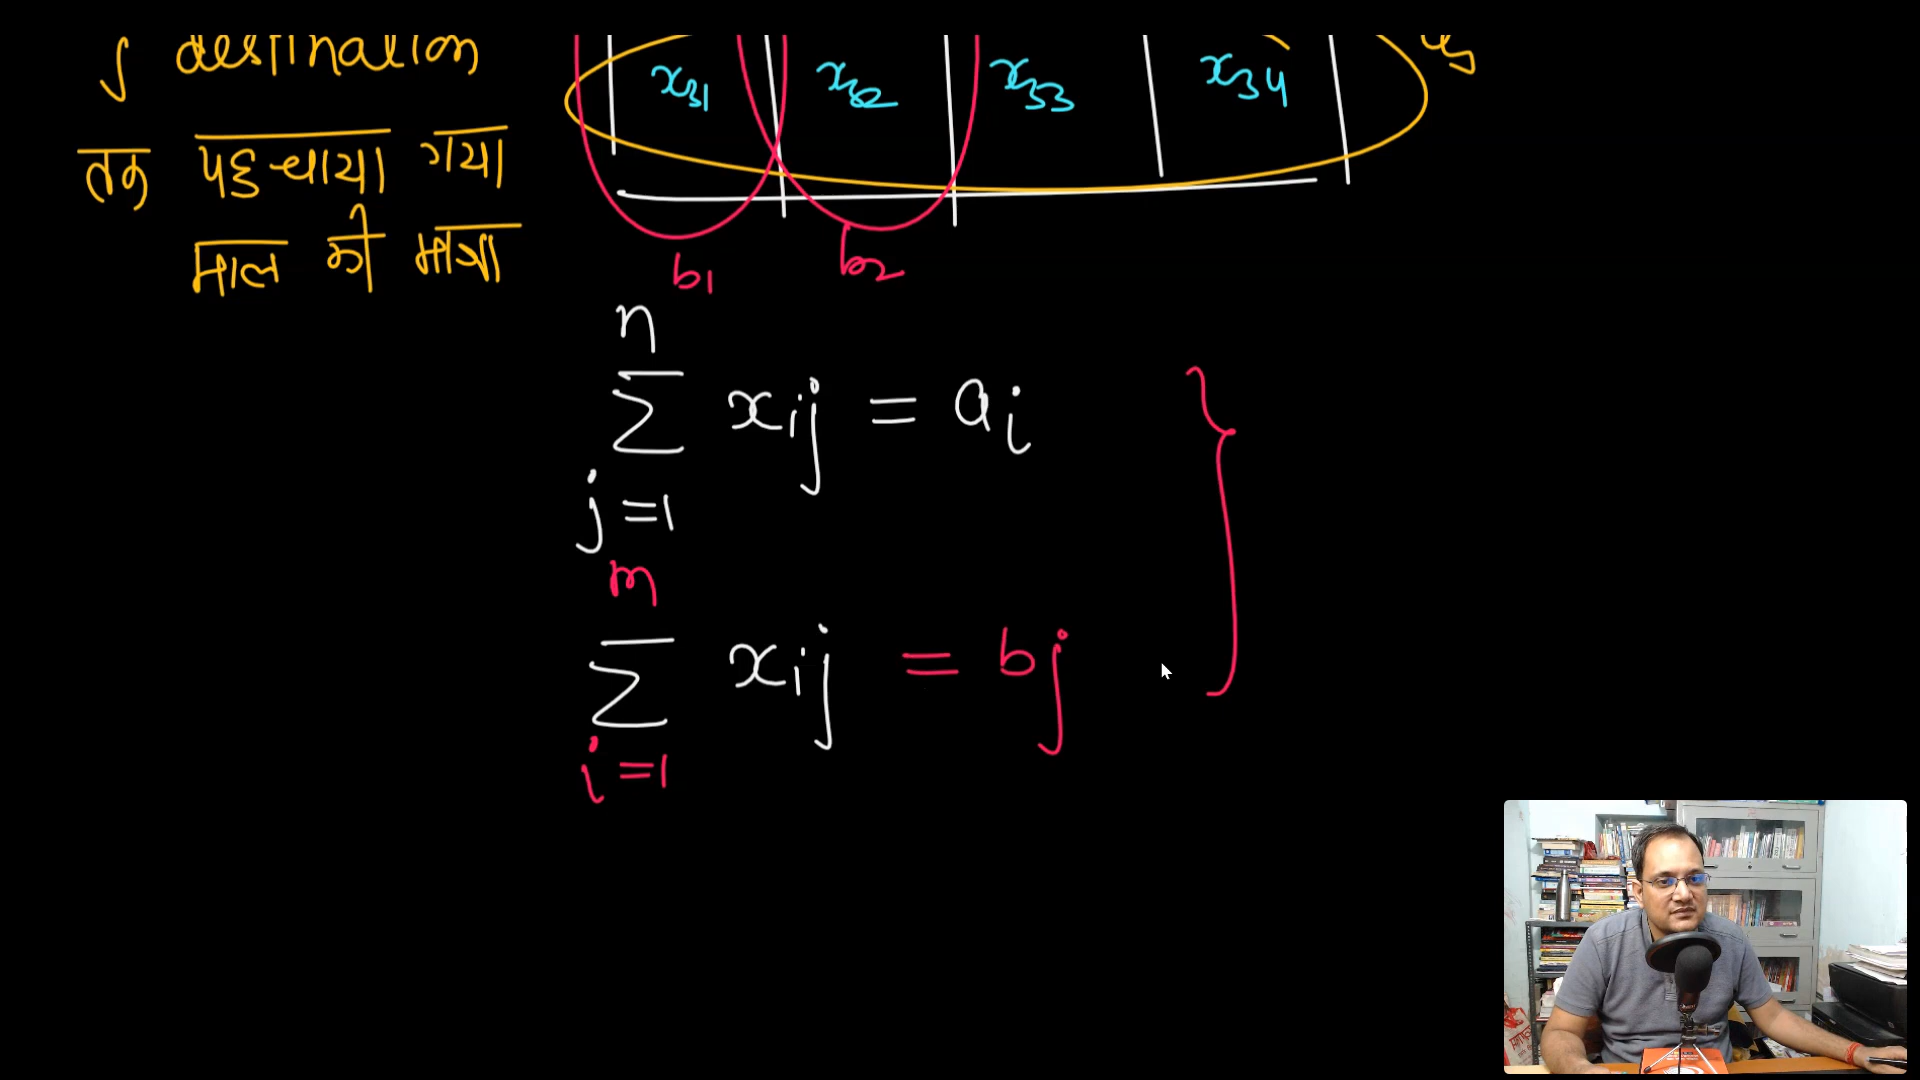 j destination
तक पहुचाया गया
माल की मात्रा
x31 x32 x33 x34
b1 b2
n
∑ xij = ai
j=1
m
∑ xij = bj
i=1